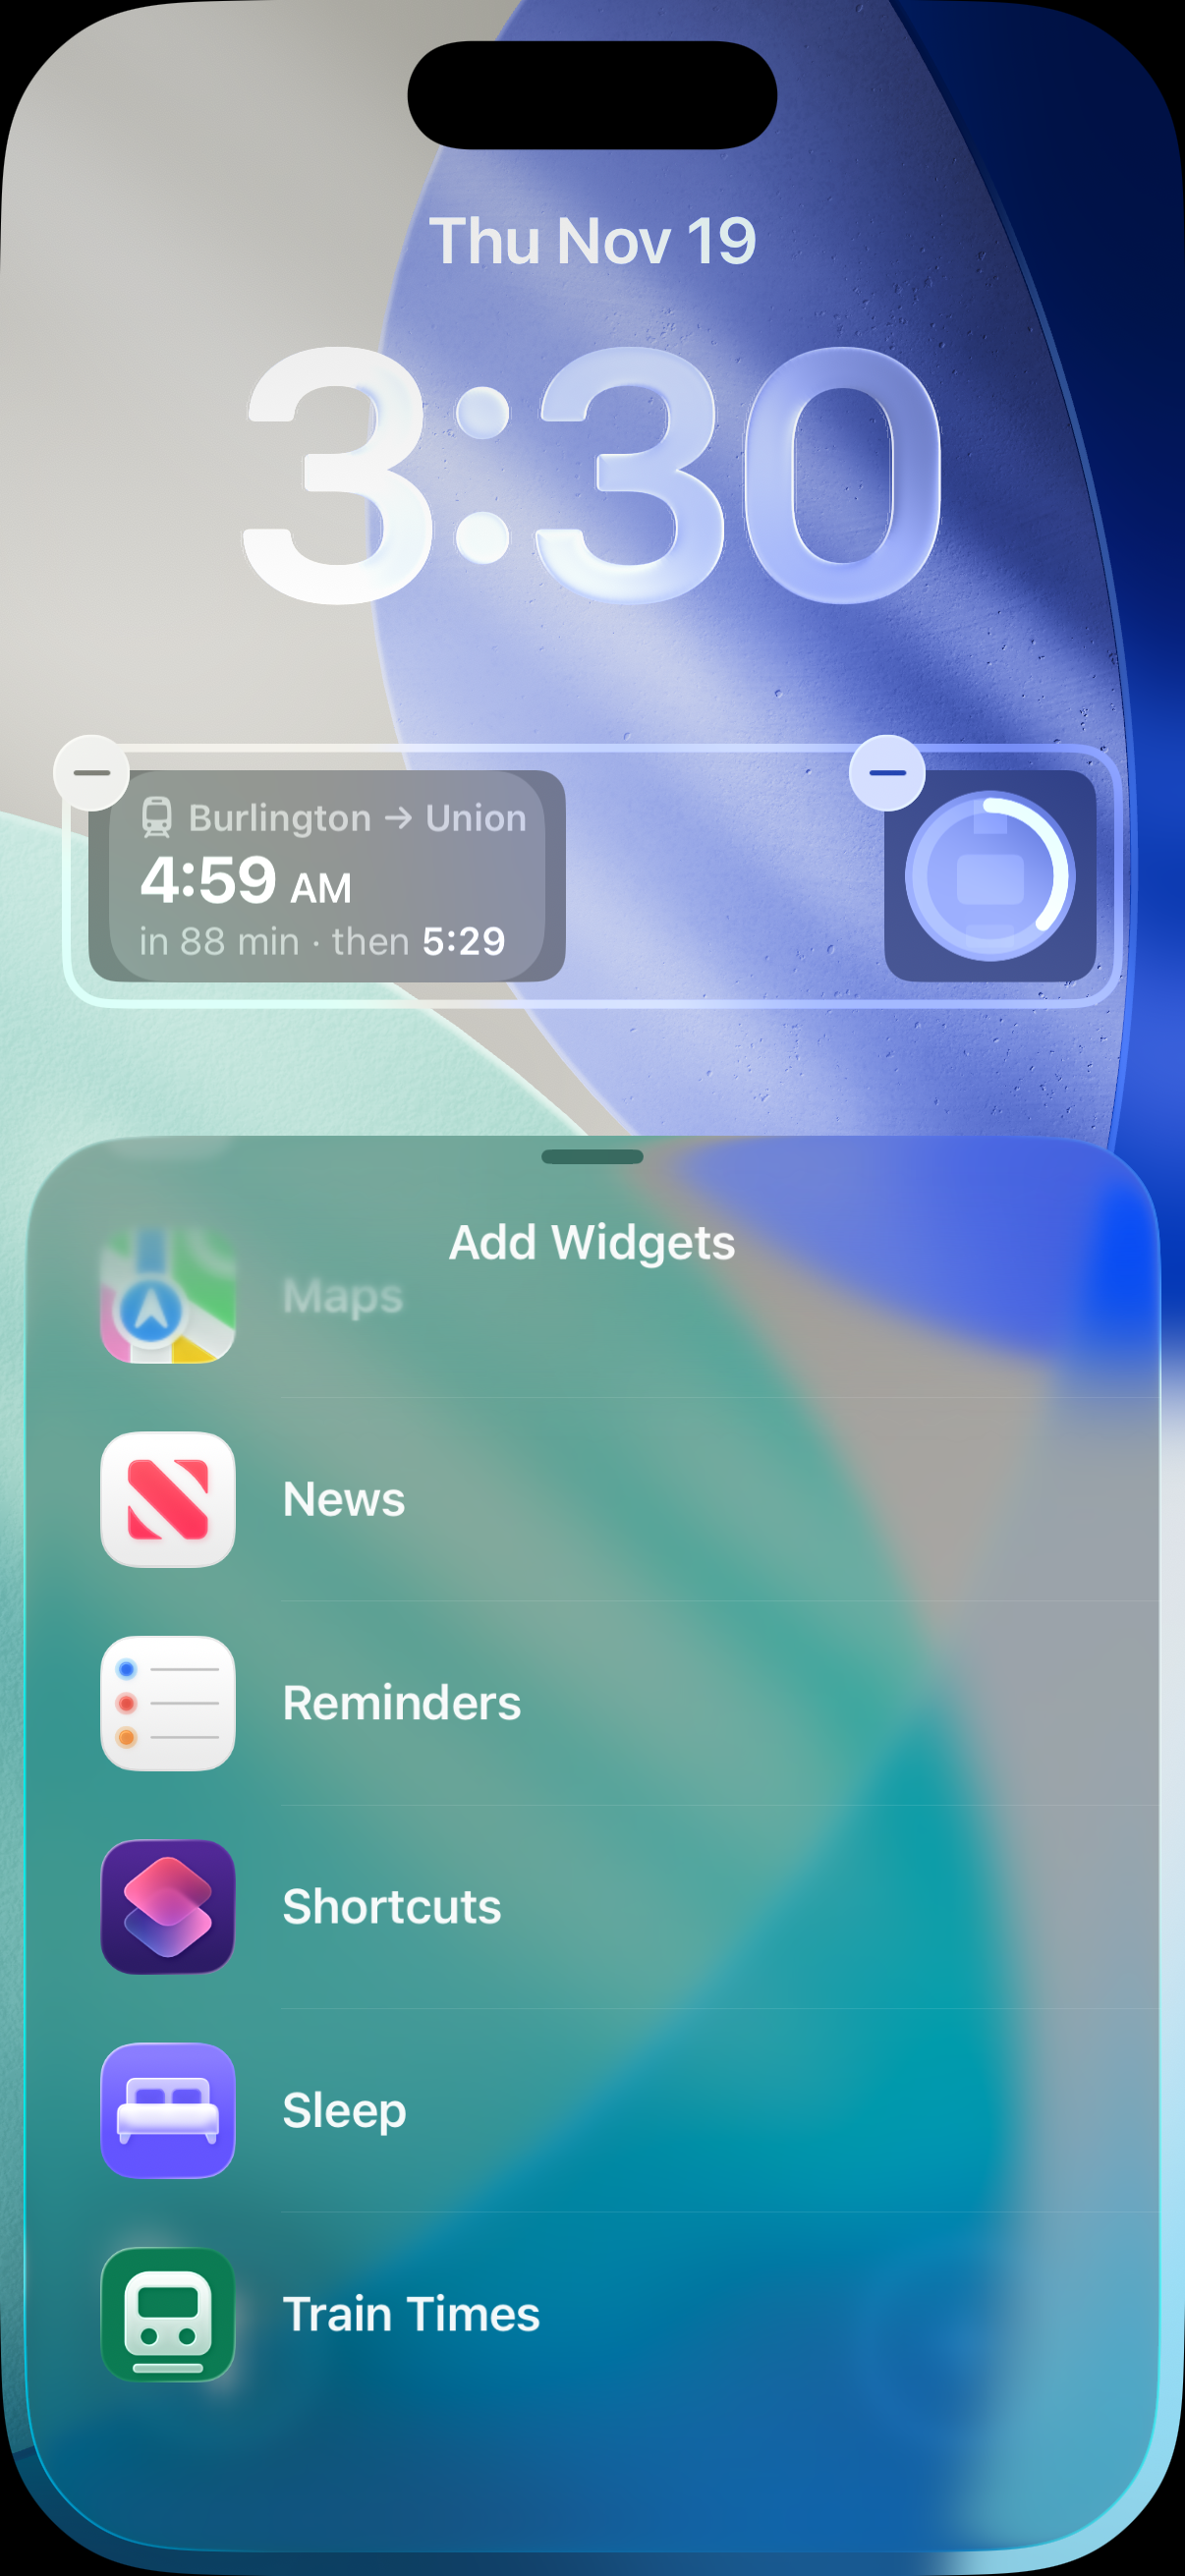 Thu Nov 19
3:30
Burlington → Union
4:59 AM
in 88 min · then 5:29
Add Widgets
Maps
News
Reminders
Shortcuts
Sleep
Train Times